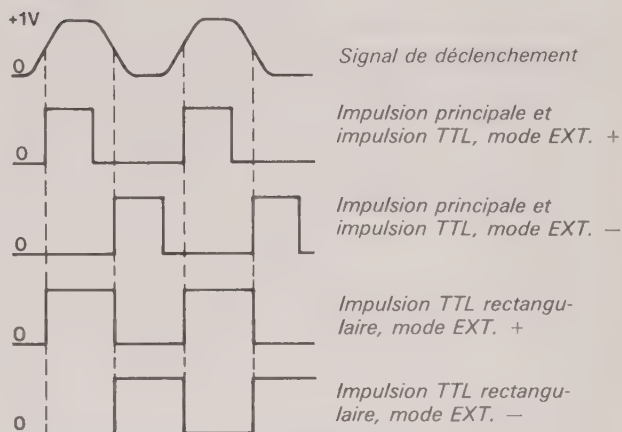 +1V
0
Signal de déclenchement
Impulsion principale et
impulsion TTL, mode EXT. +
0
Impulsion principale et
impulsion TTL, mode EXT. —
0
Impulsion TTL rectangu-
laire, mode EXT. +
0
Impulsion TTL rectangu-
laire, mode EXT. —
0